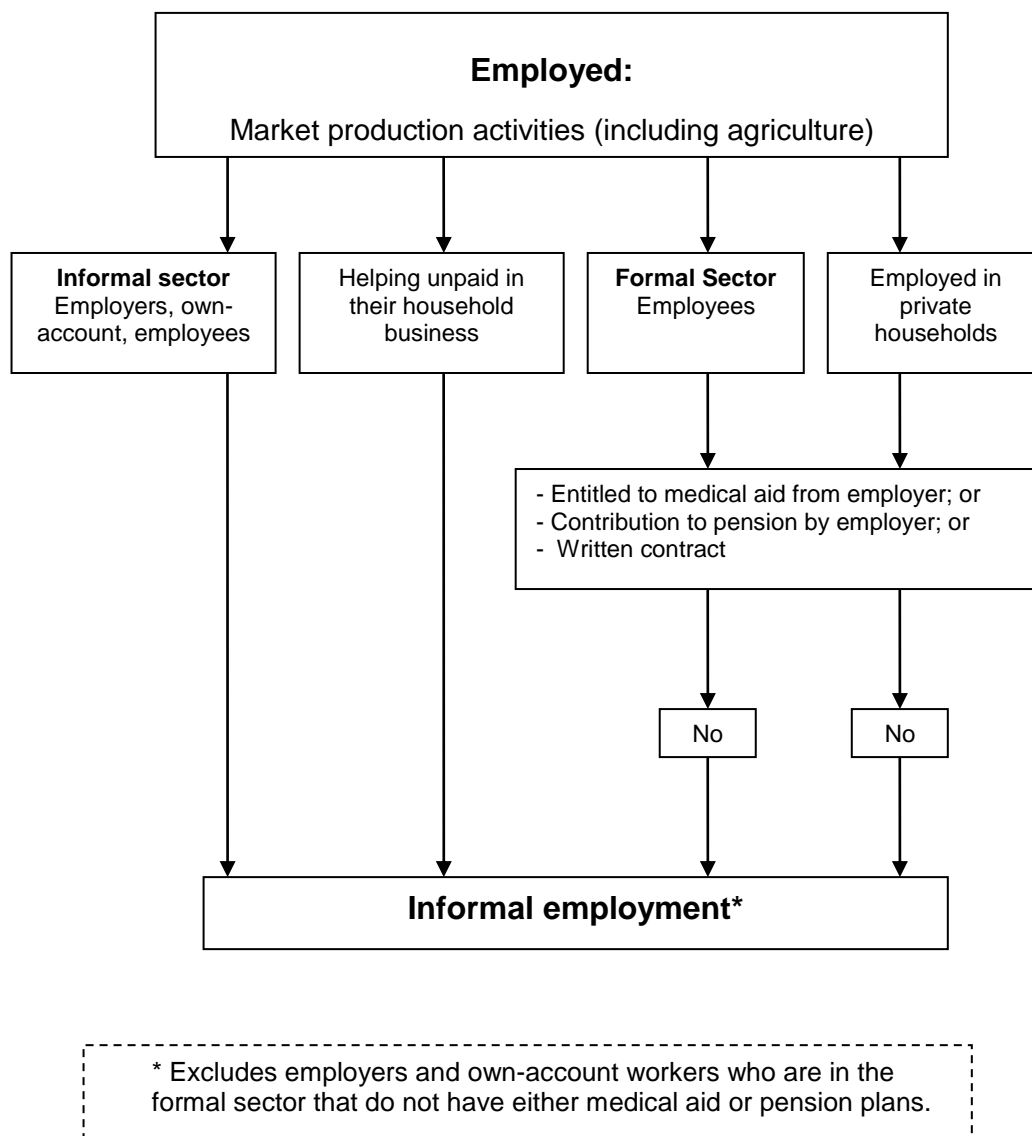 Employed:
Market production activities (including agriculture)
Informal sector
Employers, own-
account, employees
Helping unpaid in
their household
business
Formal Sector
Employees
Employed in
private
households
- Entitled to medical aid from employer; or
- Contribution to pension by employer; or
- Written contract
No
No
Informal employment*
* Excludes employers and own-account workers who are in the
formal sector that do not have either medical aid or pension plans.